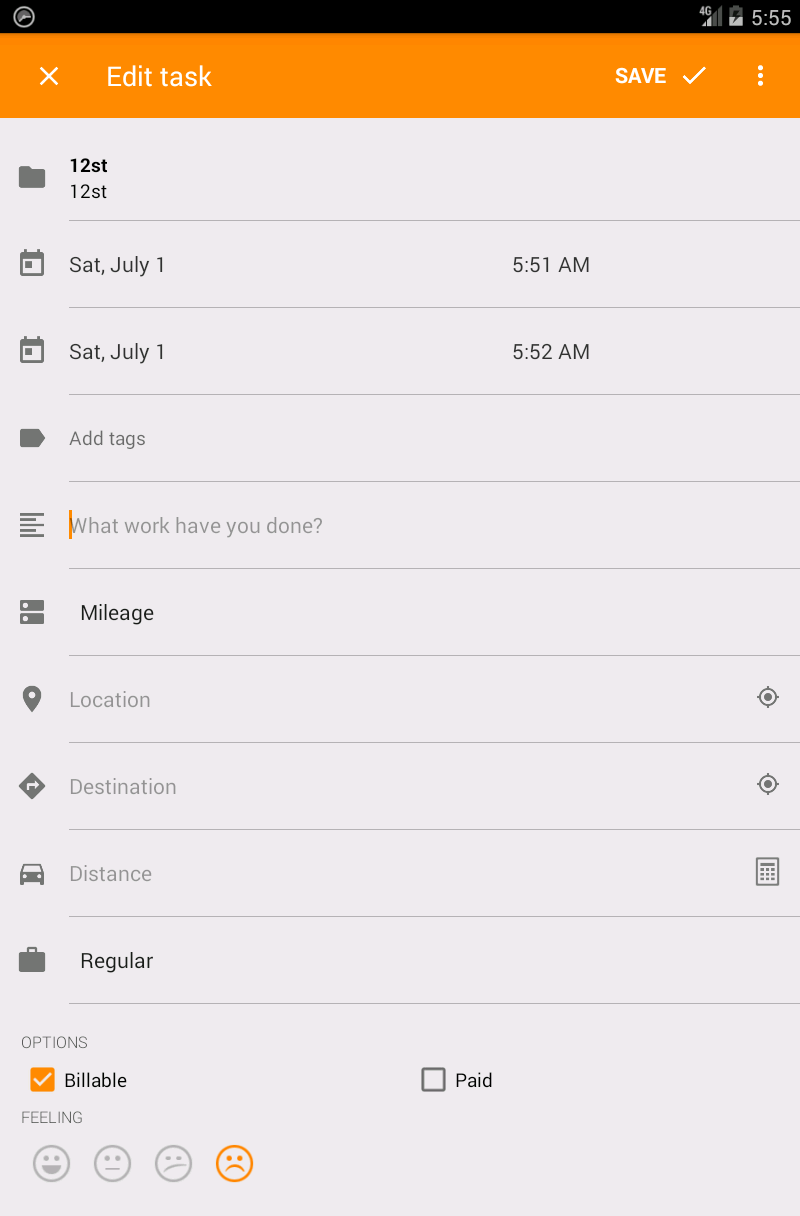 4G 5:55
Edit task SAVE
12st
12st
Sat, July 1 5:51 AM
Sat, July 1 5:52 AM
Add tags
What work have you done?
Mileage
Location
Destination
Distance
Regular
OPTIONS
Billable Paid
FEELING